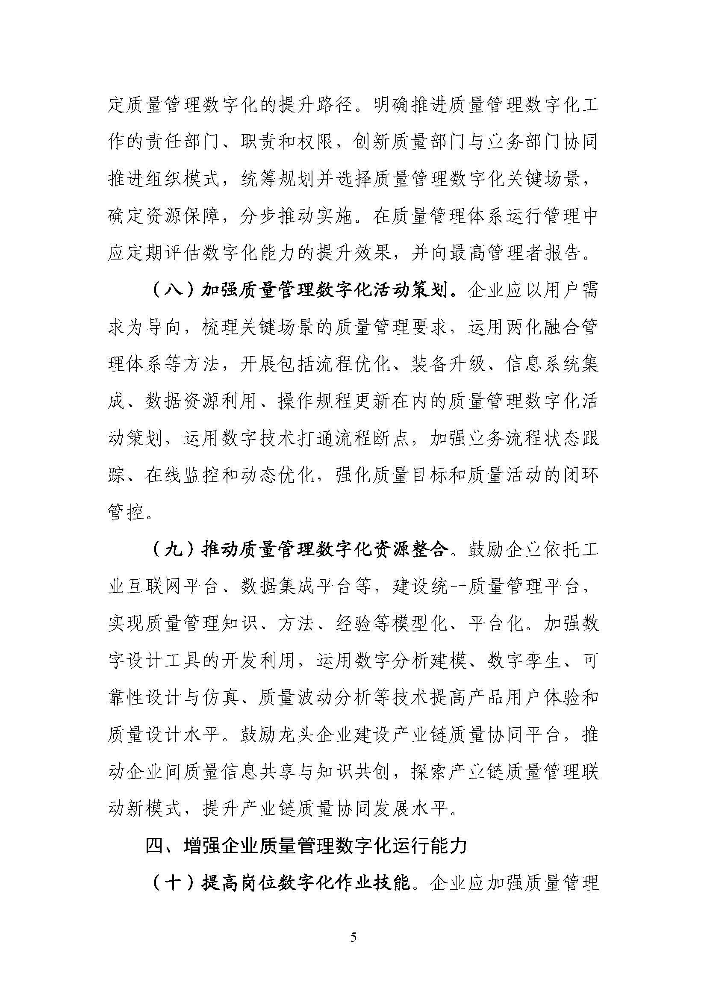 定质量管理数字化的提升路径。明确推进质量管理数字化工
作的责任部门、职责和权限，创新质量部门与业务部门协同
推进组织模式，统筹规划并选择质量管理数字化关键场景，
确定资源保障，分步推动实施。在质量管理体系运行管理中
应定期评估数字化能力的提升效果，并向最高管理者报告。
（八）加强质量管理数字化活动策划。企业应以用户需
求为导向，梳理关键场景的质量管理要求，运用两化融合管
理体系等方法，开展包括流程优化、装备升级、信息系统集
成、数据资源利用、操作规程更新在内的质量管理数字化活
动策划，运用数字技术打通流程断点，加强业务流程状态跟
踪、在线监控和动态优化，强化质量目标和质量活动的闭环
管控。
（九）推动质量管理数字化资源整合。鼓励企业依托工
业互联网平台、数据集成平台等，建设统一质量管理平台，
实现质量管理知识、方法、经验等模型化、平台化。加强数
字设计工具的开发利用，运用数字分析建模、数字孪生、可
靠性设计与仿真、质量波动分析等技术提高产品用户体验和
质量设计水平。鼓励龙头企业建设产业链质量协同平台，推
动企业间质量信息共享与知识共创，探索产业链质量管理联
动新模式，提升产业链质量协同发展水平。
四、增强企业质量管理数字化运行能力
（十）提高岗位数字化作业技能。企业应加强质量管理
5